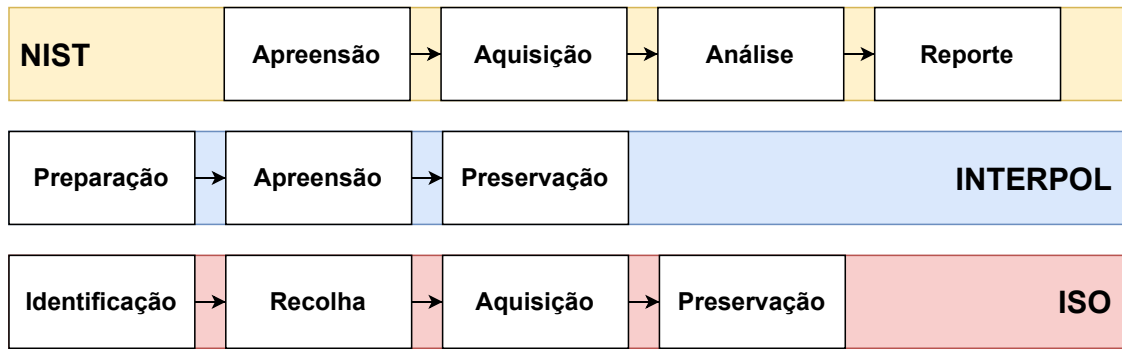 NIST
Apreensão
Aquisição
Análise
Reporte
Preparação
Apreensão
Preservação
INTERPOL
Identificação
Recolha
Aquisição
Preservação
ISO